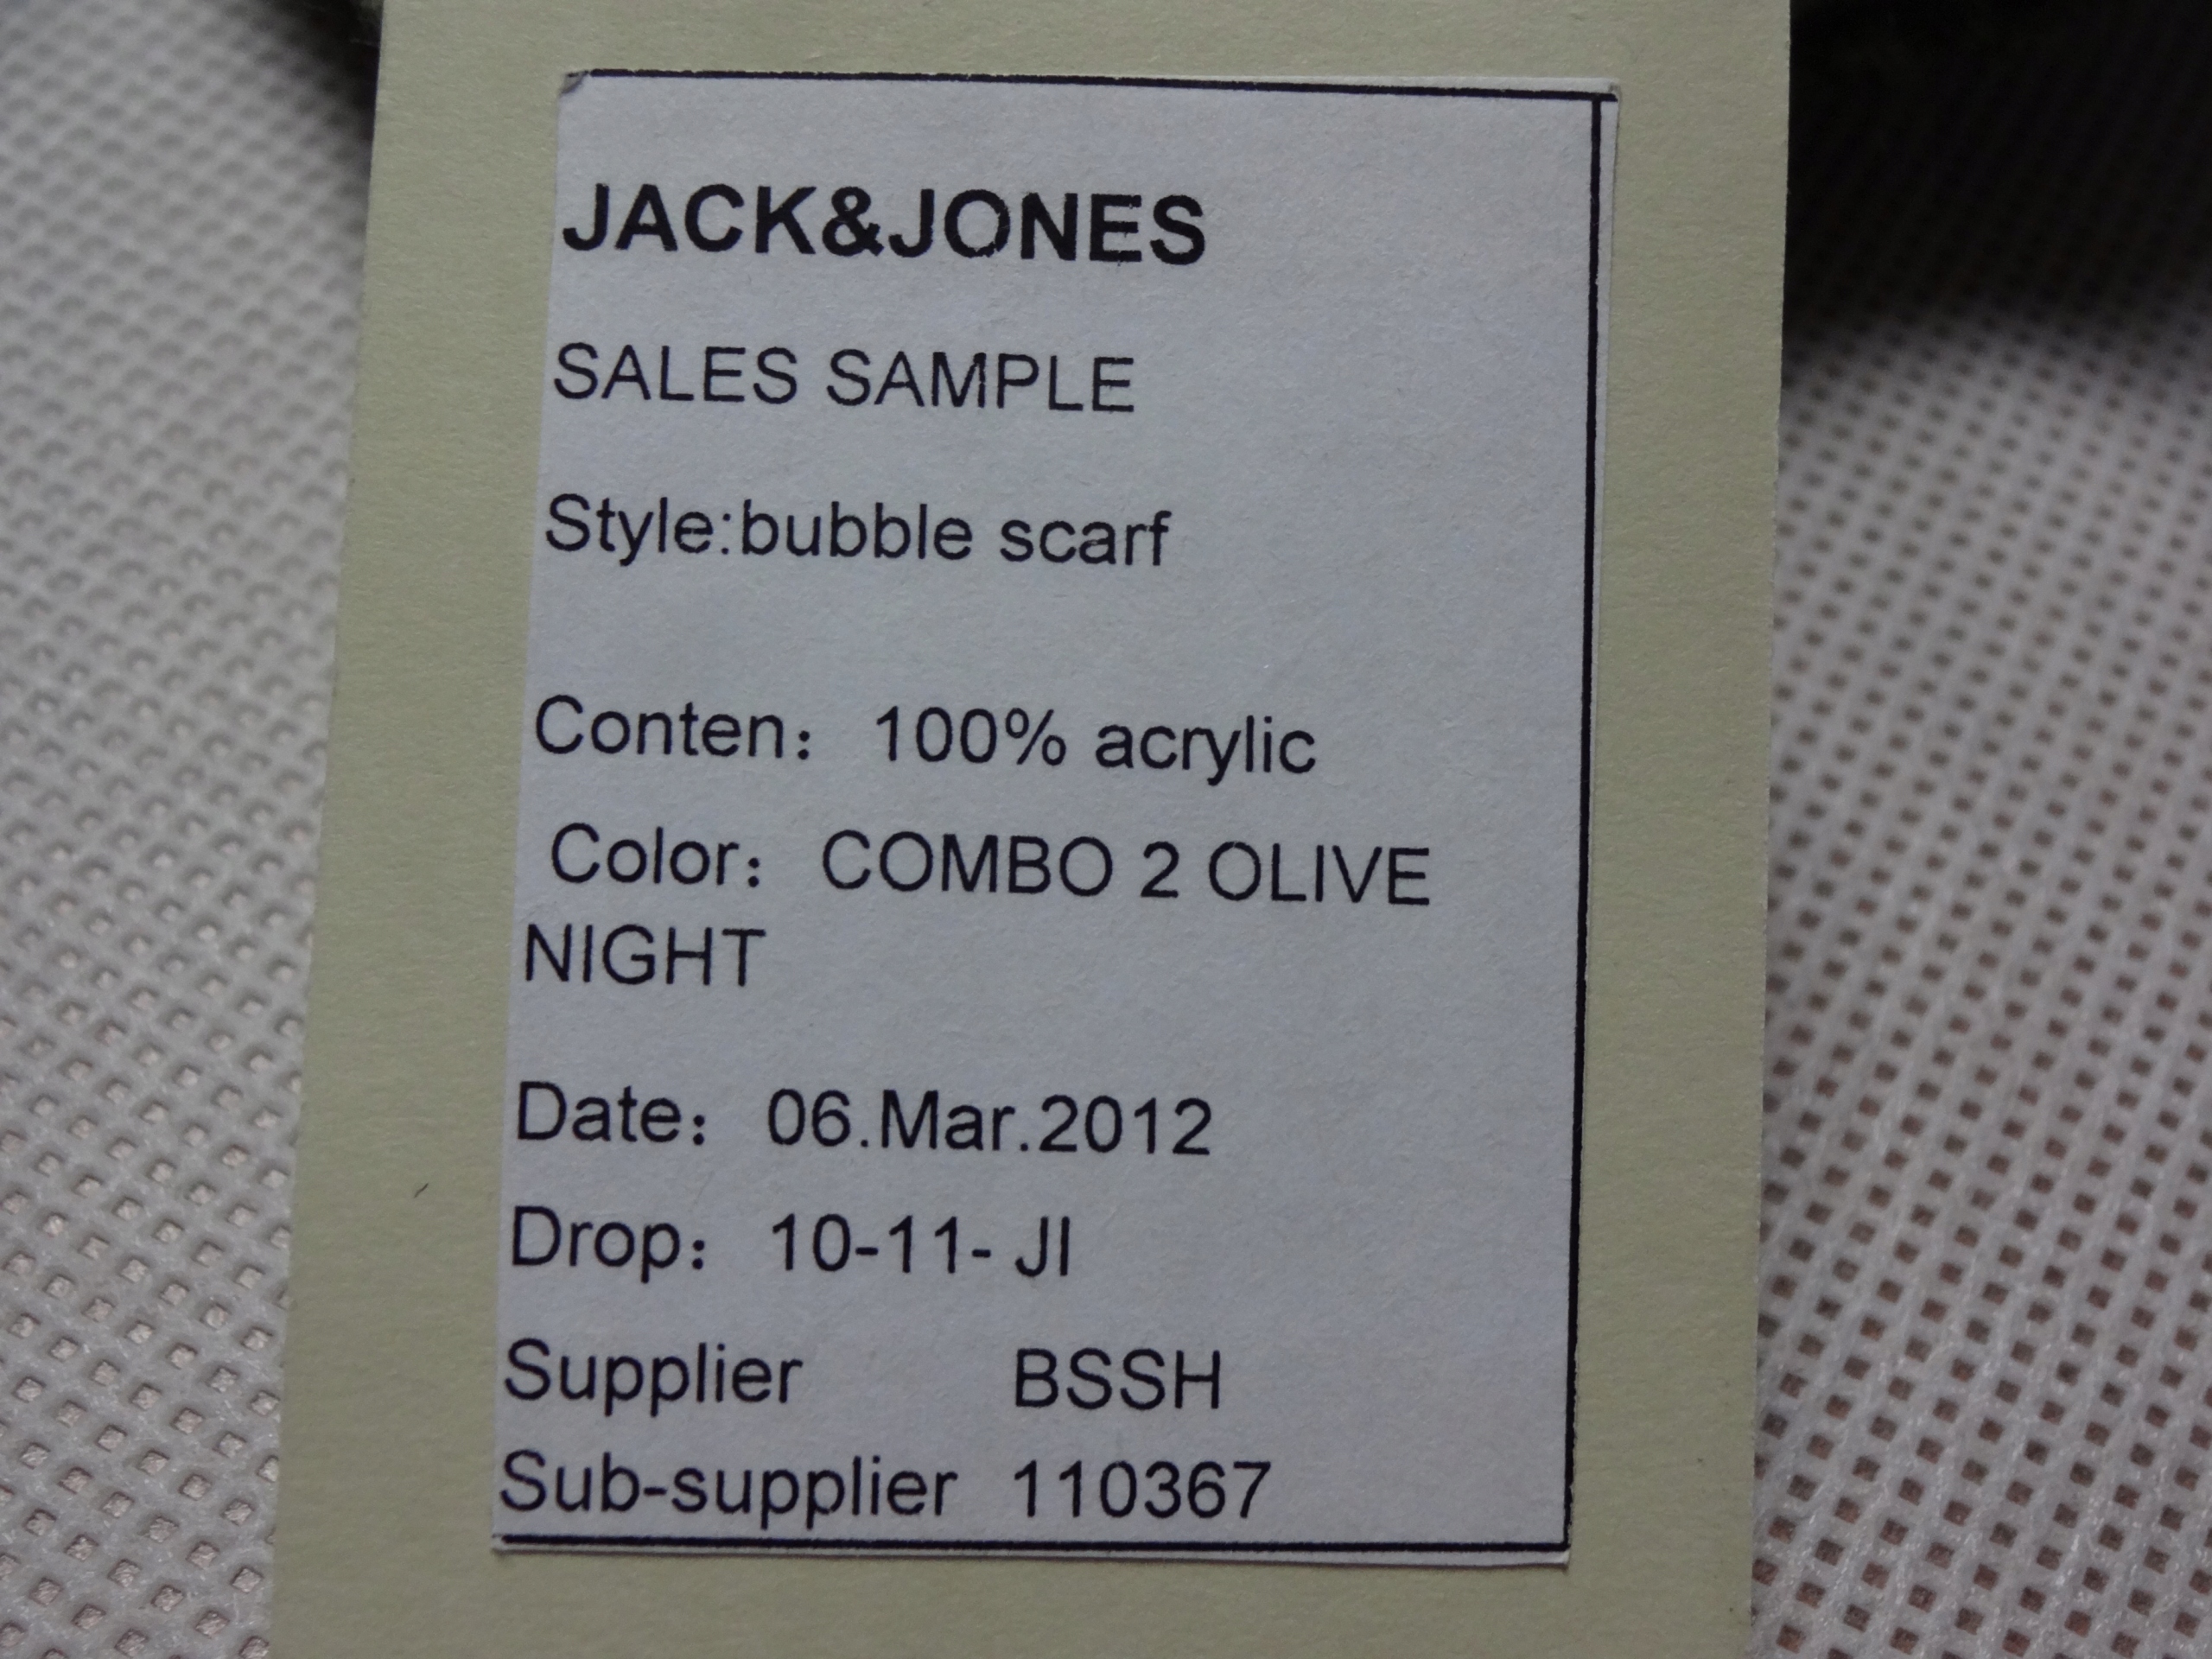 JACK&JONES
SALES SAMPLE
Style:bubble scarf
Conten： 100% acrylic
Color： COMBO 2 OLIVE
NIGHT
Date： 06.Mar.2012
Drop： 10-11- JI
Supplier BSSH
Sub-supplier 110367